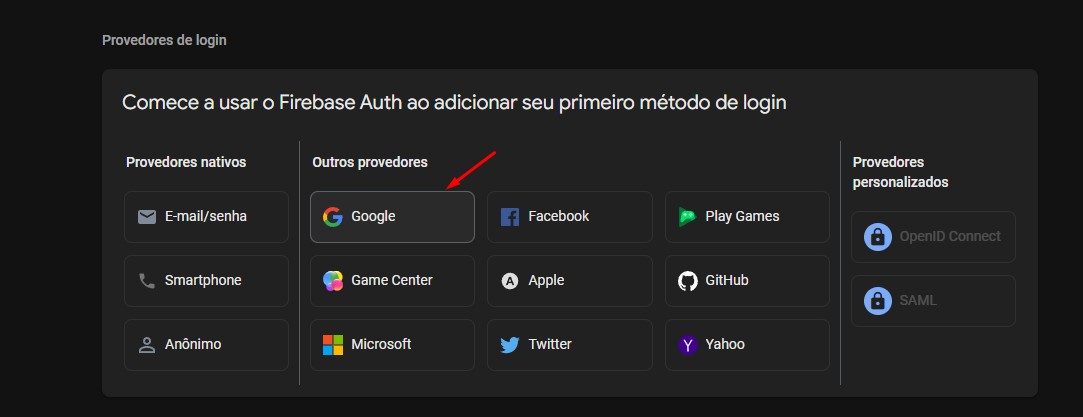 Provedores de login
Comece a usar o Firebase Auth ao adicionar seu primeiro método de login
Provedores nativos
E-mail/senha
Smartphone
Anônimo
Outros provedores
Google
Facebook
Play Games
Game Center
Apple
GitHub
Microsoft
Twitter
Yahoo
Provedores
personalizados
OpenID Connect
SAML